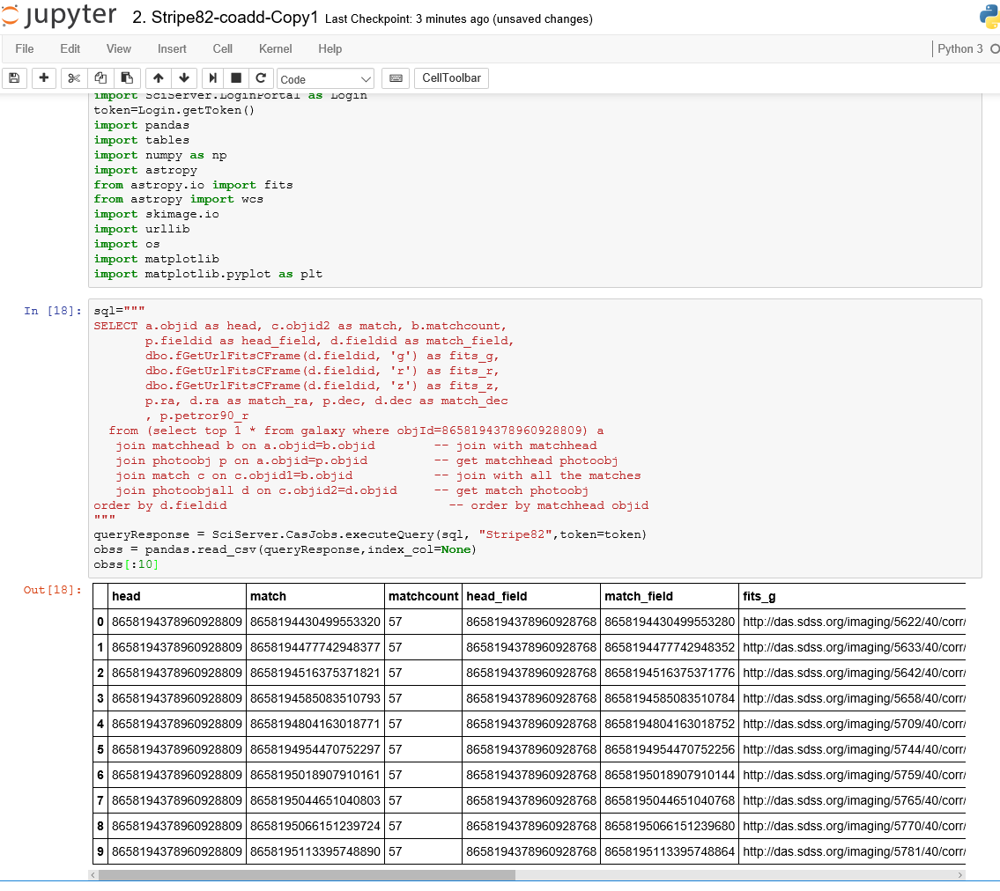 jupyter 2. Stripe82-coadd-Copy1 Last Checkpoint: 3 minutes ago (unsaved changes)
File Edit View Insert Cell Kernel Help Python 3
Code CellToolbar
import SciServer.LoginPortal as Login
token=Login.getToken()
import pandas
import tables
import numpy as np
import astropy
from astropy.io import fits
from astropy import wcs
import skimage.io
import urllib
import os
import matplotlib
import matplotlib.pyplot as plt
In [18]: sql="""
SELECT a.objid as head, c.objid2 as match, b.matchcount,
p.fieldid as head_field, d.fieldid as match_field,
dbo.fGetUrlFitsCFrame(d.fieldid, 'g') as fits_g,
dbo.fGetUrlFitsCFrame(d.fieldid, 'r') as fits_r,
dbo.fGetUrlFitsCFrame(d.fieldid, 'z') as fits_z,
p.ra, d.ra as match_ra, p.dec, d.dec as match_dec
, p.petror90_r
from (select top 1 * from galaxy where objId=8658194378960928809) a
join matchhead b on a.objid=b.objid -- join with matchhead
join photoobj p on a.objid=p.objid -- get matchhead photoobj
join match c on c.objid1=b.objid -- join with all the matches
join photoobjall d on c.objid2=d.objid -- get match photoobj
order by d.fieldid -- order by matchhead objid
"""
queryResponse = SciServer.CasJobs.executeQuery(sql, "Stripe82",token=token)
obss = pandas.read_csv(queryResponse,index_col=None)
obss[:10]
Out[18]:
head match matchcount head_field match_field fits_g
0 8658194378960928809 8658194430499553320 57 8658194378960928768 8658194430499553280 http://das.sdss.org/imaging/5622/40/corr/
1 8658194378960928809 8658194477742948377 57 8658194378960928768 8658194477742948352 http://das.sdss.org/imaging/5633/40/corr/
2 8658194378960928809 8658194516375371821 57 8658194378960928768 8658194516375371776 http://das.sdss.org/imaging/5642/40/corr/
3 8658194378960928809 8658194585083510793 57 8658194378960928768 8658194585083510784 http://das.sdss.org/imaging/5658/40/corr/
4 8658194378960928809 8658194804163018771 57 8658194378960928768 8658194804163018752 http://das.sdss.org/imaging/5709/40/corr/
5 8658194378960928809 8658194954470752297 57 8658194378960928768 8658194954470752256 http://das.sdss.org/imaging/5744/40/corr/
6 8658194378960928809 8658195018907910161 57 8658194378960928768 8658195018907910144 http://das.sdss.org/imaging/5759/40/corr/
7 8658194378960928809 8658195044651040803 57 8658194378960928768 8658195044651040768 http://das.sdss.org/imaging/5765/40/corr/
8 8658194378960928809 8658195066151239724 57 8658194378960928768 8658195066151239680 http://das.sdss.org/imaging/5770/40/corr/
9 8658194378960928809 8658195113395748890 57 8658194378960928768 8658195113395748864 http://das.sdss.org/imaging/5781/40/corr/